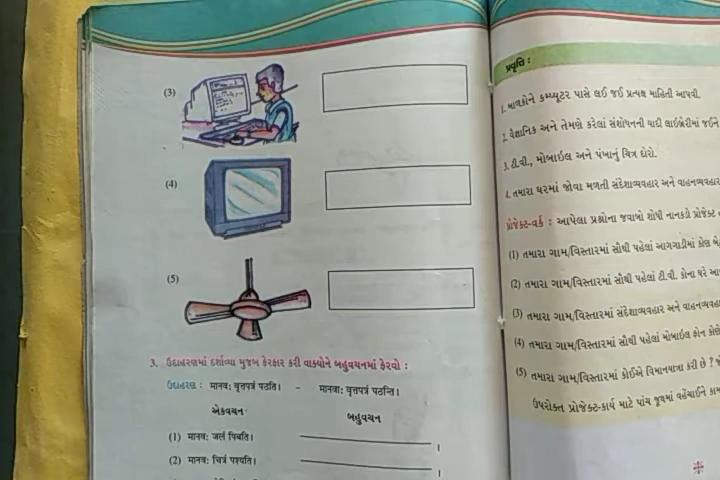 (3)
(4)
(5)
3. ઉદાહરણમાં દર્શાવ્યા મુજબ ફેરફાર કરી વાક્યોને બહુવચનમાં ફેરવો :
ઉદાહરણ : मानव: वृत्तपत्रं पठति। - मानवा: वृत्तपत्रं पठन्ति।
એકવચન બહુવચન
(1) मानव: जलं पिबति। ।
(2) मानव: चित्रं पश्यति। ।
પ્રવૃત્તિ :
1. બાળકોને કમ્પ્યૂટર પાસે લઈ જઈ પ્રત્યક્ષ માહિતી આપવી.
2. વૈજ્ઞાનિક અને તેમણે કરેલાં સંશોધનની યાદી લાઈબ્રેરીમાં જઈને
3. ટી.વી., મોબાઇલ અને પંખાનું ચિત્ર દોરો.
4. તમારા ઘરમાં જોવા મળતી સંદેશાવ્યવહાર અને વાહનવ્યવહાર
પ્રોજેક્ટ-વર્ક : આપેલા પ્રશ્નોના જવાબો શોધી નાનકડો પ્રોજેક્ટ
(1) તમારા ગામ/વિસ્તારમાં સૌથી પહેલાં આગગાડીમાં કોણ બે
(2) તમારા ગામ/વિસ્તારમાં સૌથી પહેલાં ટી.વી. કોના ઘરે આ
(3) તમારા ગામ/વિસ્તારમાં સંદેશાવ્યવહાર અને વાહનવ્યવહા
(4) તમારા ગામ/વિસ્તારમાં સૌથી પહેલાં મોબાઇલ ફોન કોણે
(5) તમારા ગામ/વિસ્તારમાં કોઈએ વિમાનયાત્રા કરી છે ?
ઉપરોક્ત પ્રોજેક્ટ-કાર્ય માટે પાંચ જૂથમાં વહેંચાઈને કામ